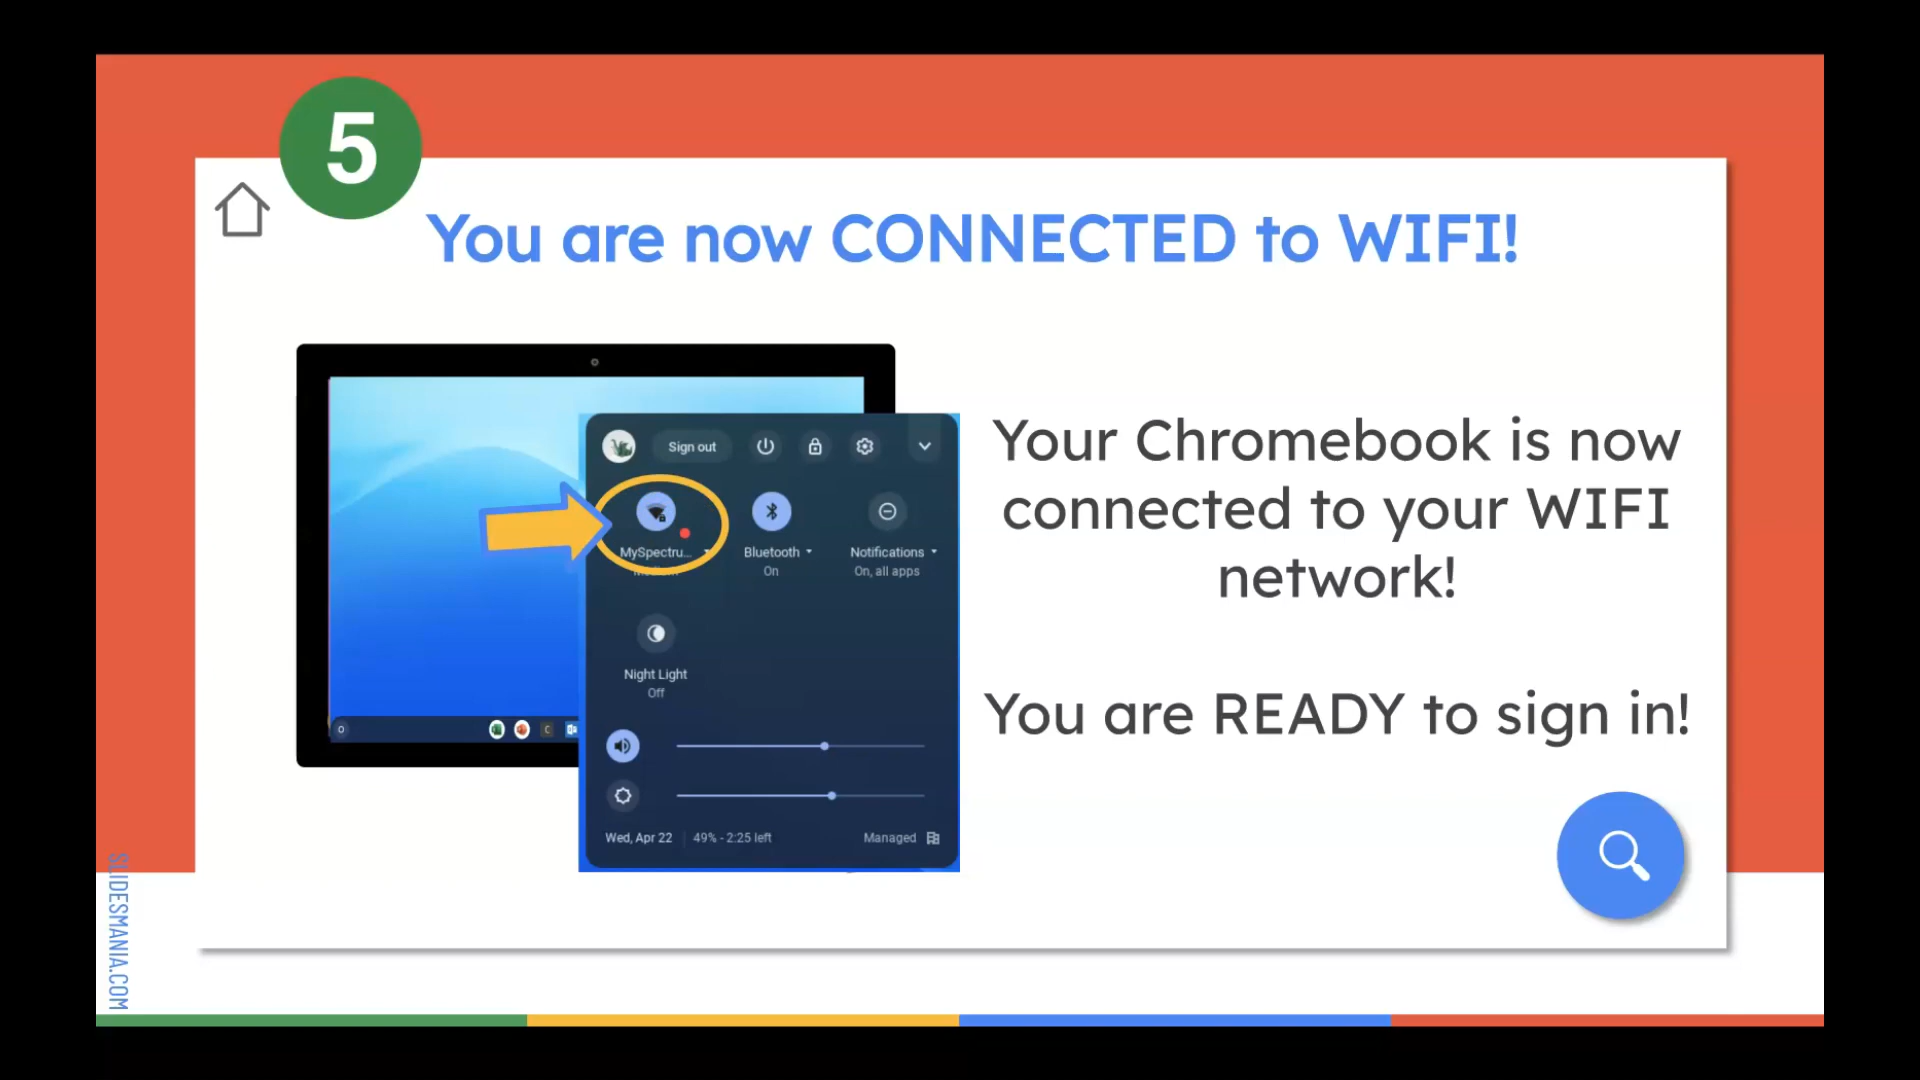 5
You are now CONNECTED to WIFI!
Sign out
MySpectru...
Medium
Bluetooth
On
Notifications
On, all apps
Night Light
Off
Wed, Apr 22
49% - 2:25 left
Managed
Your Chromebook is now
connected to your WIFI
network!
You are READY to sign in!
SLIDESMANIA.COM